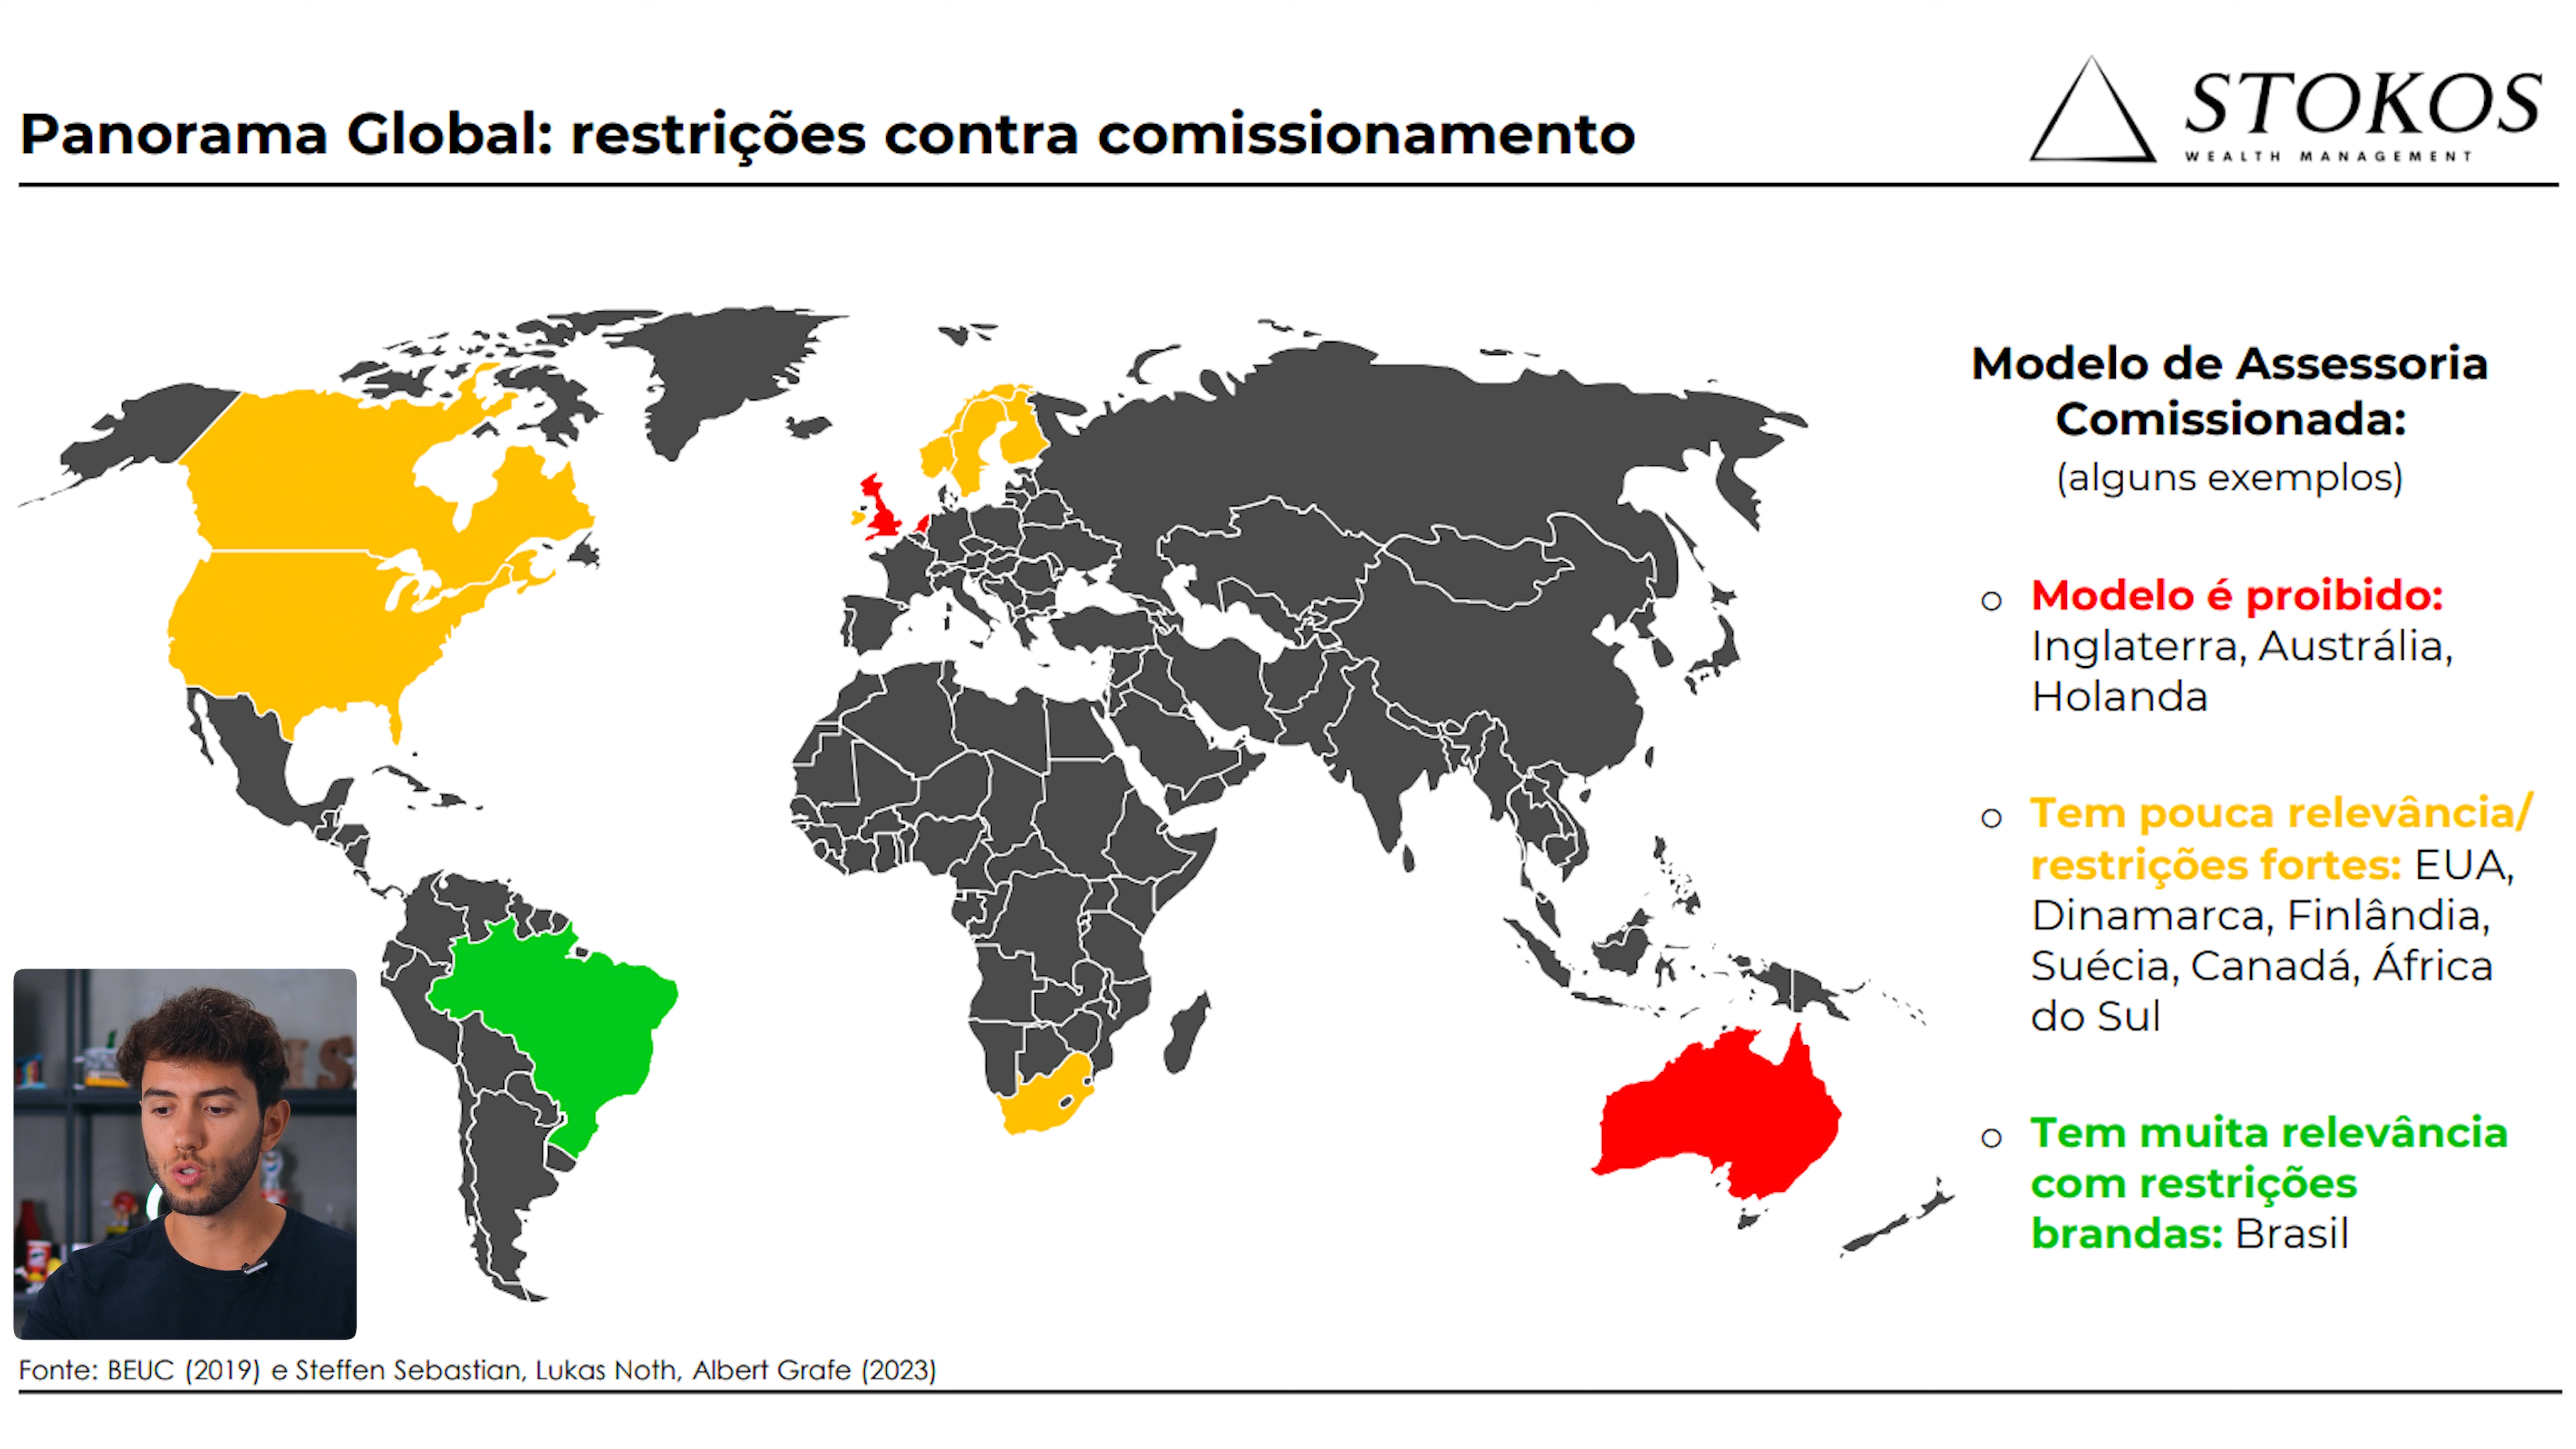 Panorama Global: restrições contra comissionamento
STOKOS
WEALTH MANAGEMENT
Modelo de Assessoria
Comissionada:
(alguns exemplos)
Modelo é proibido:
Inglaterra, Austrália,
Holanda
Tem pouca relevância/
restrições fortes: EUA,
Dinamarca, Finlândia,
Suécia, Canadá, África
do Sul
Tem muita relevância
com restrições
brandas: Brasil
Fonte: BEUC (2019) e Steffen Sebastian, Lukas Noth, Albert Grafe (2023)